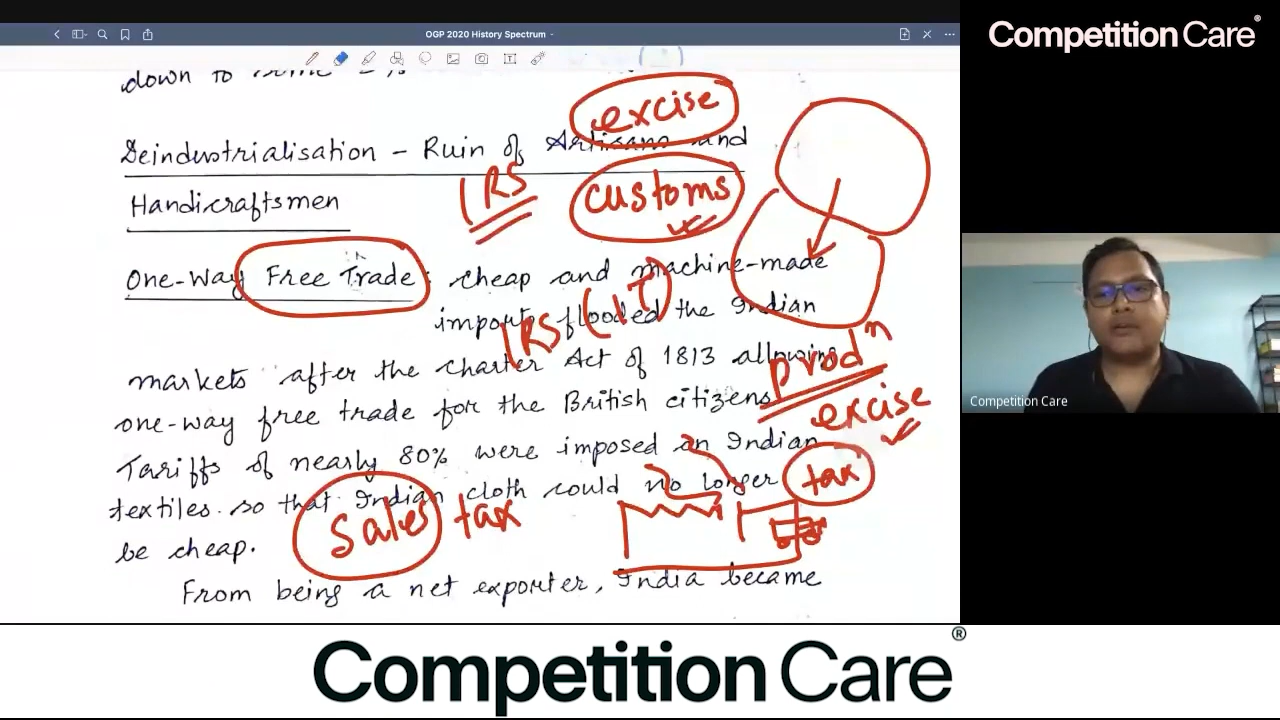 OGP 2020 History Spectrum
Competition Care®
down to
excise
Deindustrialisation - Ruin of Artisans and
Handicraftsmen
IRS
customs
One-Way Free Trade : cheap and machine-made
imports flooded the Indian
IRS (IT)
markets after the charter Act of 1813 allowing
prodⁿ
one-way free trade for the British citizens.
excise
Tariffs of nearly 80% were imposed on Indian
textiles so that Indian cloth could no longer
tax
Sales tax
be cheap.
From being a net exporter, India became
Competition Care
Competition Care®